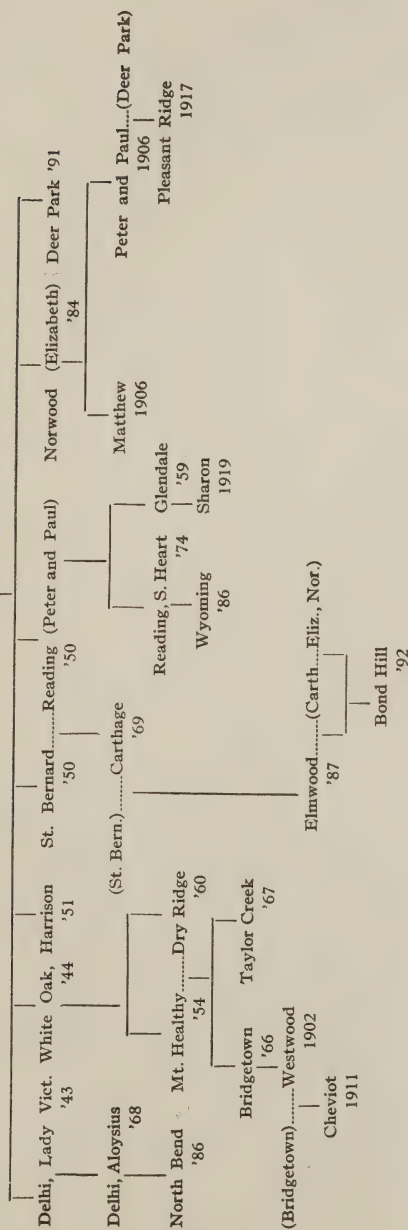 Delhi, Lady Vict. White Oak, Harrison St. Bernard........Reading (Peter and Paul) Norwood (Elizabeth) Deer Park '91
'43 '44 '51 '50 '50 '84
Delhi, Aloysius (St. Bern.)........Carthage Reading, S. Heart Glendale Matthew Peter and Paul....(Deer Park)
'68 '69 '74 '59 1906 1906
North Bend Mt. Healthy........Dry Ridge Wyoming Sharon Pleasant Ridge
'86 '54 '60 '86 1919 1917
Bridgetown Taylor Creek Elmwood........(Carth....Eliz., Nor.)
'66 '67 '87
(Bridgetown)........Westwood Bond Hill
1902 '92
Cheviot
1911